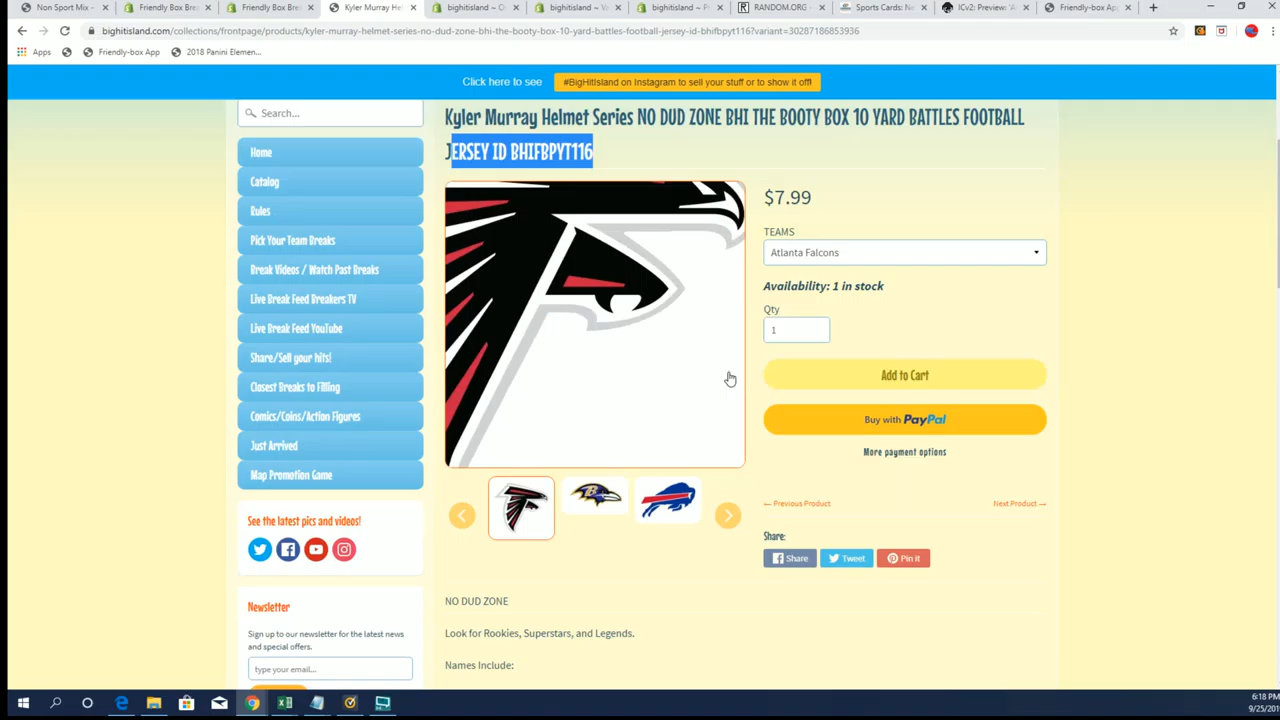 Non Sport Mix -
Friendly Box Brea
Friendly Box Brea
Kyler Murray Hel
bighitisland ~ O
bighitisland ~ V
bighitisland ~ P
RANDOM.ORG -
Sports Cards: Ne
ICv2: Preview: 'A
Friendly-box App
bighitisland.com/collections/frontpage/products/kyler-murray-helmet-series-no-dud-zone-bhi-the-booty-box-10-yard-battles-football-jersey-id-bhifbpyt116?variant=30287186853936
Apps
Friendly-box App
2018 Panini Elemen...
Click here to see
#BigHitIsland on Instagram to sell your stuff or to show it off!
Search...
Home
Catalog
Rules
Pick Your Team Breaks
Break Videos / Watch Past Breaks
Live Break Feed Breakers TV
Live Break Feed YouTube
Share/Sell your hits!
Closest Breaks to Filling
Comics/Coins/Action Figures
Just Arrived
Map Promotion Game
See the latest pics and videos!
Newsletter
Sign up to our newsletter for the latest news
and special offers.
type your email...
Kyler Murray Helmet Series NO DUD ZONE BHI THE BOOTY BOX 10 YARD BATTLES FOOTBALL
JERSEY ID BHIFBPYT116
$7.99
TEAMS
Atlanta Falcons
Availability: 1 in stock
Qty
1
Add to Cart
Buy with PayPal
More payment options
← Previous Product
Next Product →
Share:
Share
Tweet
Pin it
NO DUD ZONE
Look for Rookies, Superstars, and Legends.
Names Include:
6:18 PM